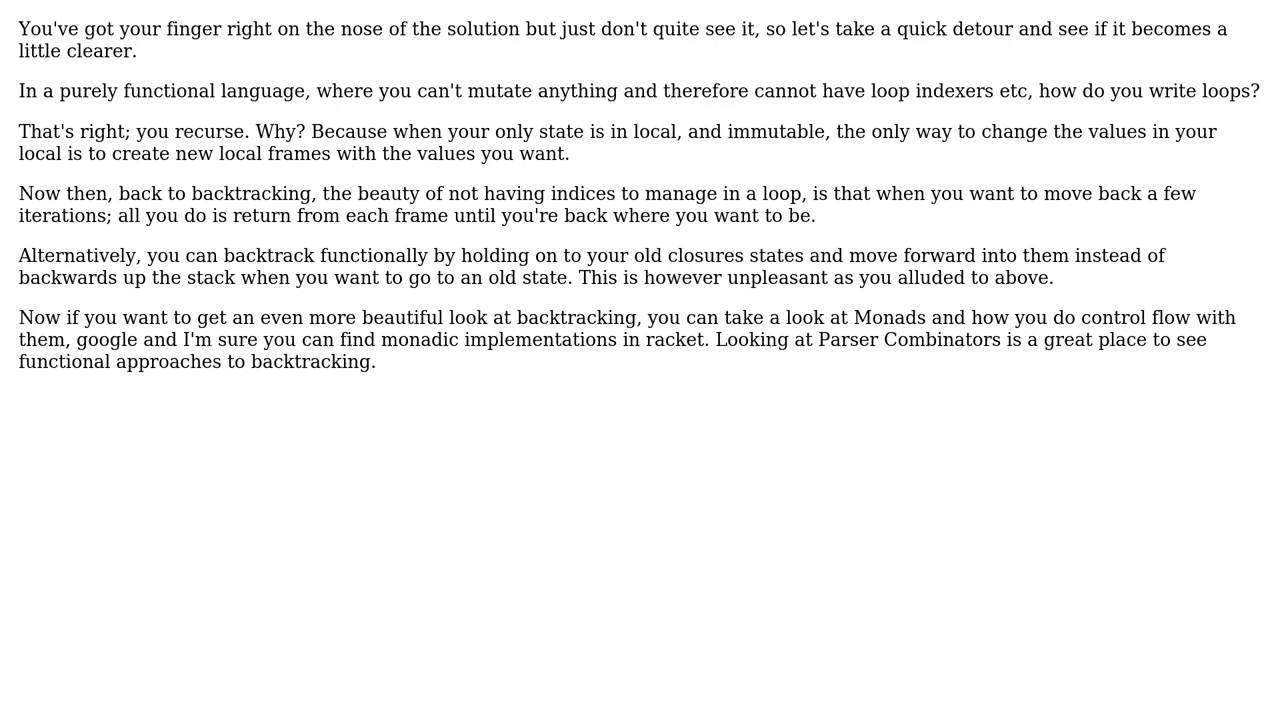 You've got your finger right on the nose of the solution but just don't quite see it, so let's take a quick detour and see if it becomes a
little clearer.
In a purely functional language, where you can't mutate anything and therefore cannot have loop indexers etc, how do you write loops?
That's right; you recurse. Why? Because when your only state is in local, and immutable, the only way to change the values in your
local is to create new local frames with the values you want.
Now then, back to backtracking, the beauty of not having indices to manage in a loop, is that when you want to move back a few
iterations; all you do is return from each frame until you're back where you want to be.
Alternatively, you can backtrack functionally by holding on to your old closures states and move forward into them instead of
backwards up the stack when you want to go to an old state. This is however unpleasant as you alluded to above.
Now if you want to get an even more beautiful look at backtracking, you can take a look at Monads and how you do control flow with
them, google and I'm sure you can find monadic implementations in racket. Looking at Parser Combinators is a great place to see
functional approaches to backtracking.